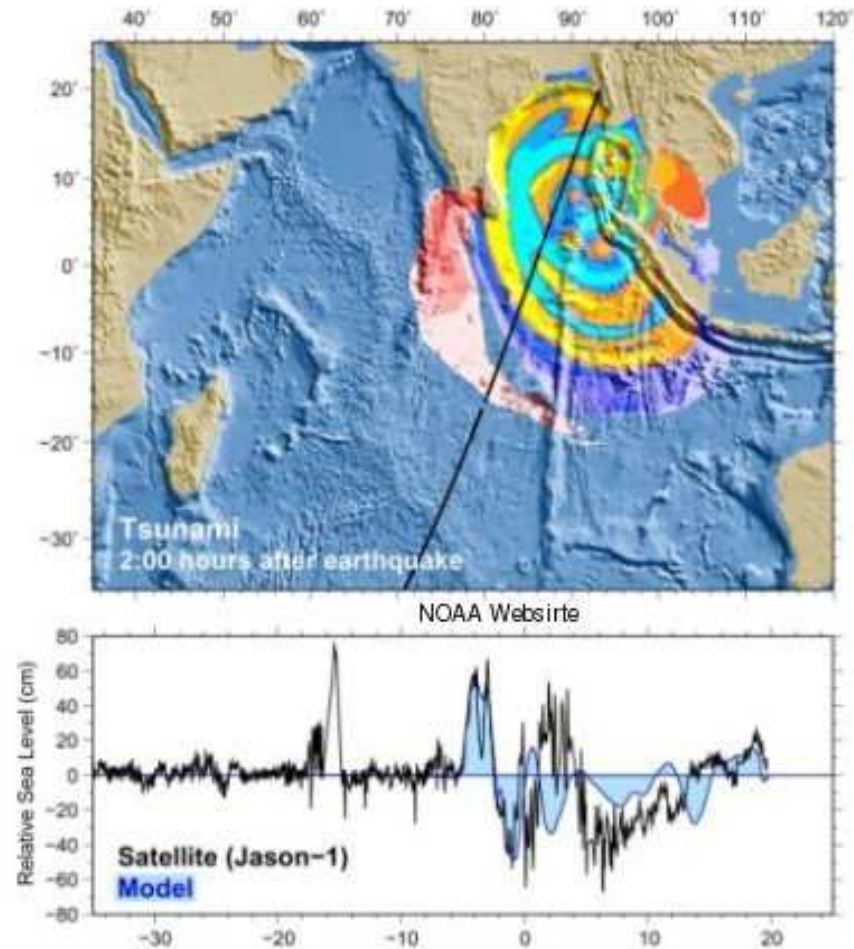 40° 50° 60° 70° 80° 90° 100° 110° 120°
20°
10°
0°
−10°
−20°
−30°
Tsunami
2:00 hours after earthquake
NOAA Websirte
Relative Sea Level (cm)
80
60
40
20
0
−20
−40
−60
−80
Satellite (Jason−1)
Model
−30 −20 −10 0 10 20